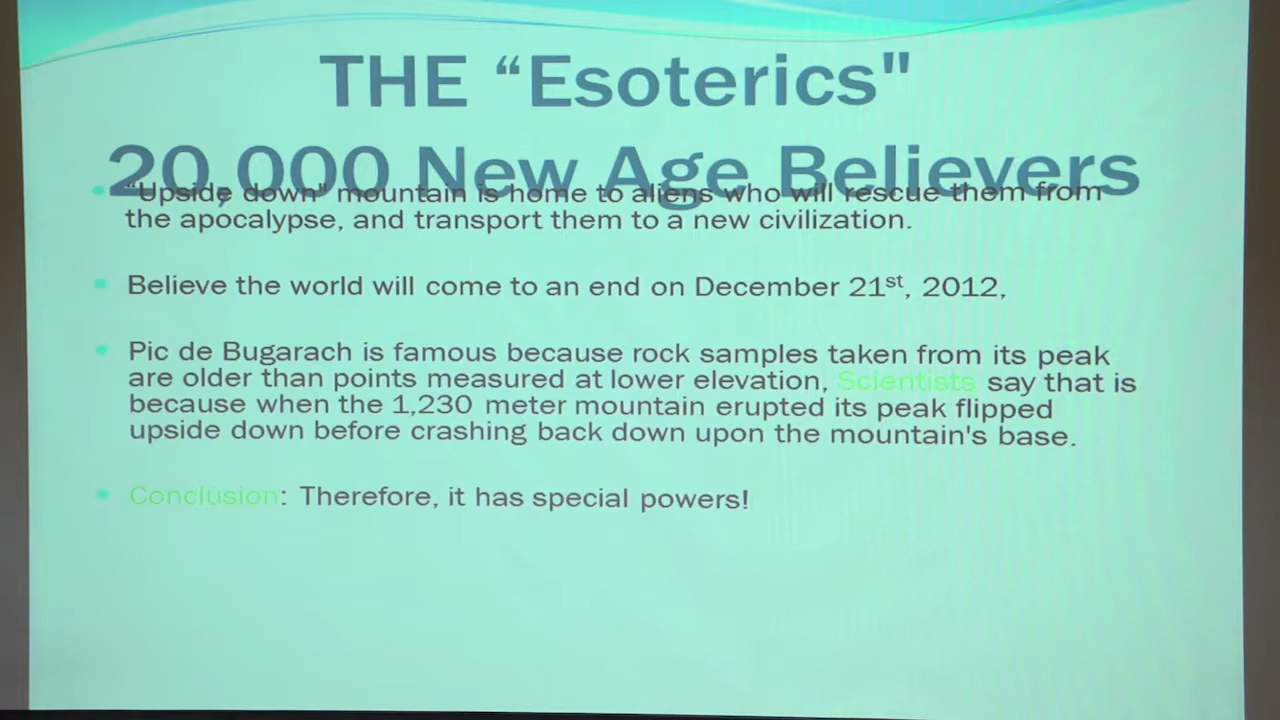 THE “Esoterics"
20,000 New Age Believers
“Upside down” mountain is home to aliens who will rescue them from
the apocalypse, and transport them to a new civilization.
Believe the world will come to an end on December 21st, 2012,
Pic de Bugarach is famous because rock samples taken from its peak
are older than points measured at lower elevation, Scientists say that is
because when the 1,230 meter mountain erupted its peak flipped
upside down before crashing back down upon the mountain's base.
Conclusion: Therefore, it has special powers!